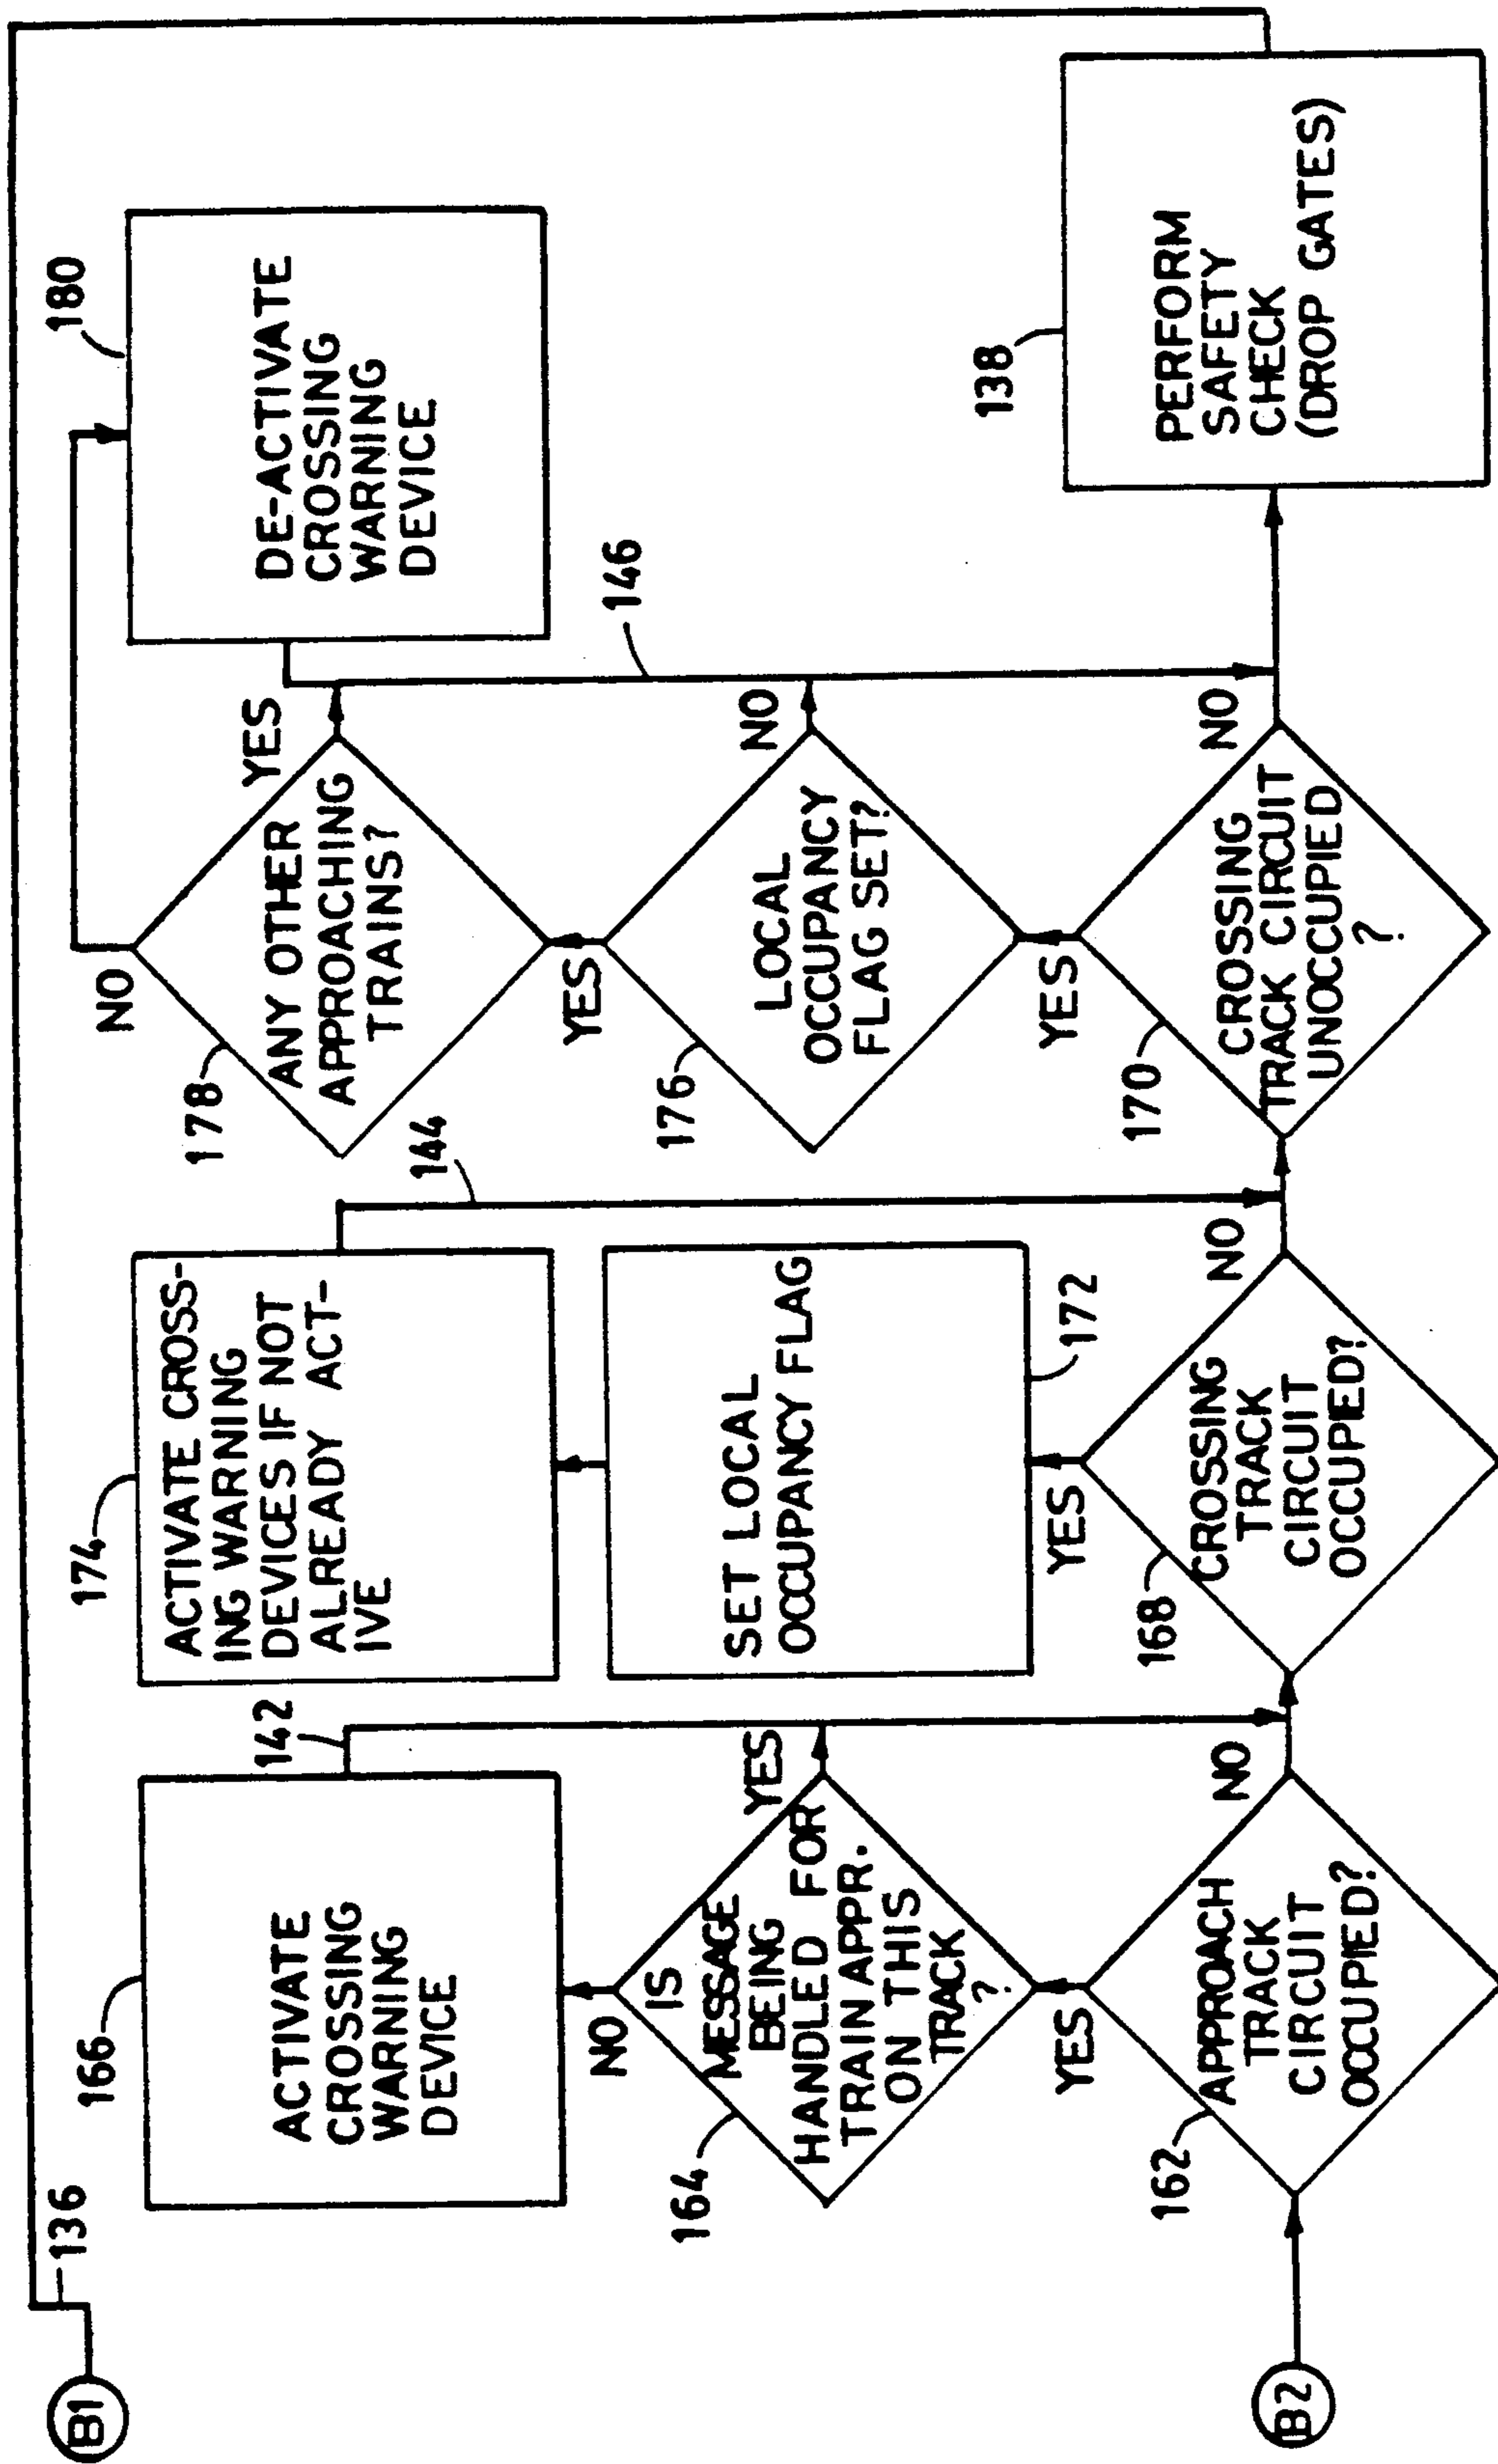 B1
136
166
ACTIVATE
CROSSING
WARNING
DEVICE
142
164
IS
MESSAGE
BEING
HANDLED FOR
TRAIN APPR.
ON THIS
TRACK
?
NO
YES
B2
162
APPROACH
TRACK
CIRCUIT
OCCUPIED?
YES
NO
174
ACTIVATE CROSS-
ING WARNING
DEVICES IF NOT
ALREADY ACT-
IVE
144
SET LOCAL
OCCUPANCY FLAG
172
168
CROSSING
TRACK
CIRCUIT
OCCUPED?
YES
NO
178
ANY OTHER
APPROACHING
TRAINS?
NO
YES
180
DE-ACTIVATE
CROSSING
WARNING
DEVICE
176
LOCAL
OCCUPANCY
FLAG SET?
YES
NO
146
170
CROSSING
TRACK CIRCUIT
UNOCCUPIED
?
YES
NO
138
PERFORM
SAFETY
CHECK
(DROP GATES)